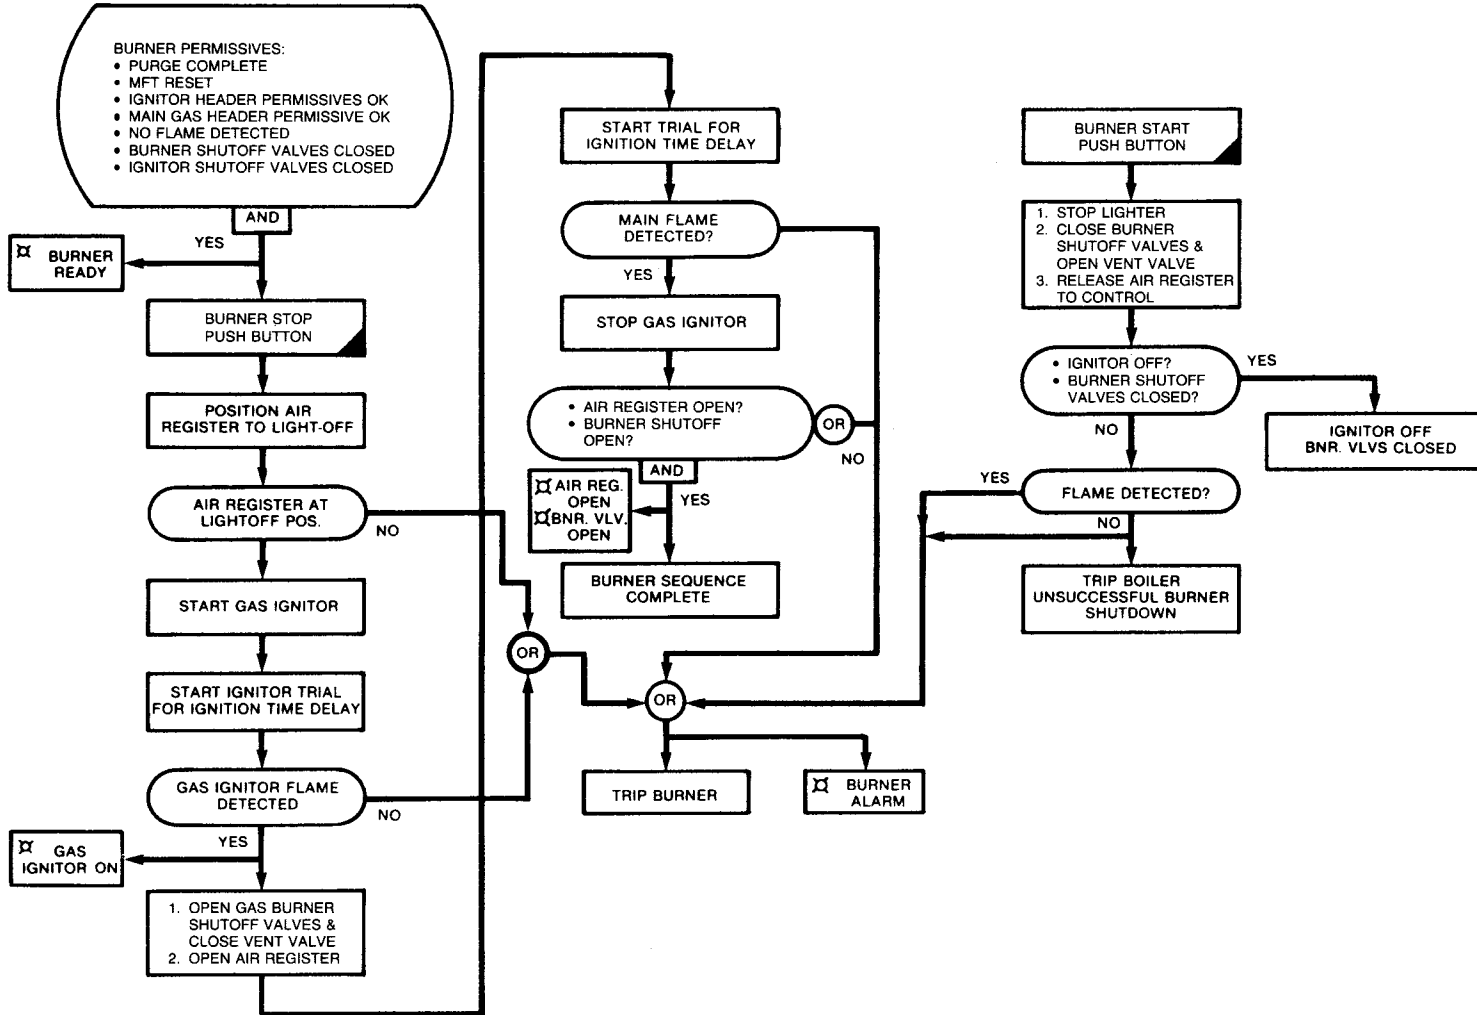 BURNER PERMISSIVES:
• PURGE COMPLETE
• MFT RESET
• IGNITOR HEADER PERMISSIVES OK
• MAIN GAS HEADER PERMISSIVE OK
• NO FLAME DETECTED
• BURNER SHUTOFF VALVES CLOSED
• IGNITOR SHUTOFF VALVES CLOSED
AND
YES
BURNER
READY
BURNER STOP
PUSH BUTTON
POSITION AIR
REGISTER TO LIGHT-OFF
AIR REGISTER AT
LIGHTOFF POS.
NO
START GAS IGNITOR
START IGNITOR TRIAL
FOR IGNITION TIME DELAY
GAS IGNITOR FLAME
DETECTED
NO
YES
GAS
IGNITOR ON
1. OPEN GAS BURNER
SHUTOFF VALVES &
CLOSE VENT VALVE
2. OPEN AIR REGISTER
OR
START TRIAL FOR
IGNITION TIME DELAY
MAIN FLAME
DETECTED?
YES
STOP GAS IGNITOR
• AIR REGISTER OPEN?
• BURNER SHUTOFF
OPEN?
OR
NO
AND
YES
AIR REG.
OPEN
BNR. VLV.
OPEN
BURNER SEQUENCE
COMPLETE
OR
TRIP BURNER
BURNER
ALARM
BURNER START
PUSH BUTTON
1. STOP LIGHTER
2. CLOSE BURNER
SHUTOFF VALVES &
OPEN VENT VALVE
3. RELEASE AIR REGISTER
TO CONTROL
• IGNITOR OFF?
• BURNER SHUTOFF
VALVES CLOSED?
YES
NO
IGNITOR OFF
BNR. VLVS CLOSED
YES
FLAME DETECTED?
NO
TRIP BOILER
UNSUCCESSFUL BURNER
SHUTDOWN